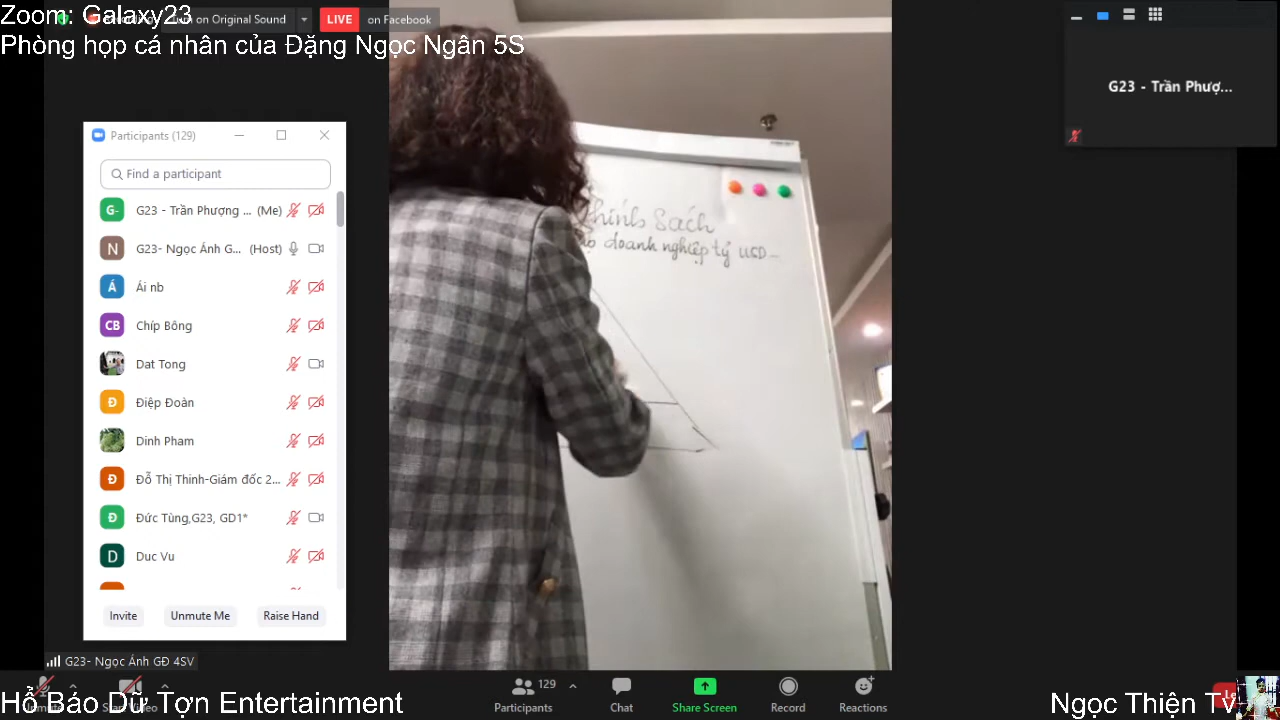 Zoom: Galaxy23
on Original Sound
LIVE
on Facebook
Phòng họp cá nhân của Đặng Ngọc Ngân 5S
G23 - Trần Phượ...
Participants (129)
Find a participant
G-
G23 - Trần Phượng ... (Me)
N
G23- Ngọc Ánh G... (Host)
Á
Ái nb
CB
Chíp Bông
Dat Tong
Đ
Điệp Đoàn
Dinh Pham
Đ
Đỗ Thị Thinh-Giám đốc 2...
Đ
Đức Tùng,G23, GD1*
D
Duc Vu
Invite
Unmute Me
Raise Hand
hính Sách
doanh nghiệp tỷ USD
G23- Ngọc Ánh GĐ 4SV
129
Participants
Chat
Share Screen
Record
Reactions
Hổ Báo Dữ Tợn Entertainment
Ngọc Thiện Tv